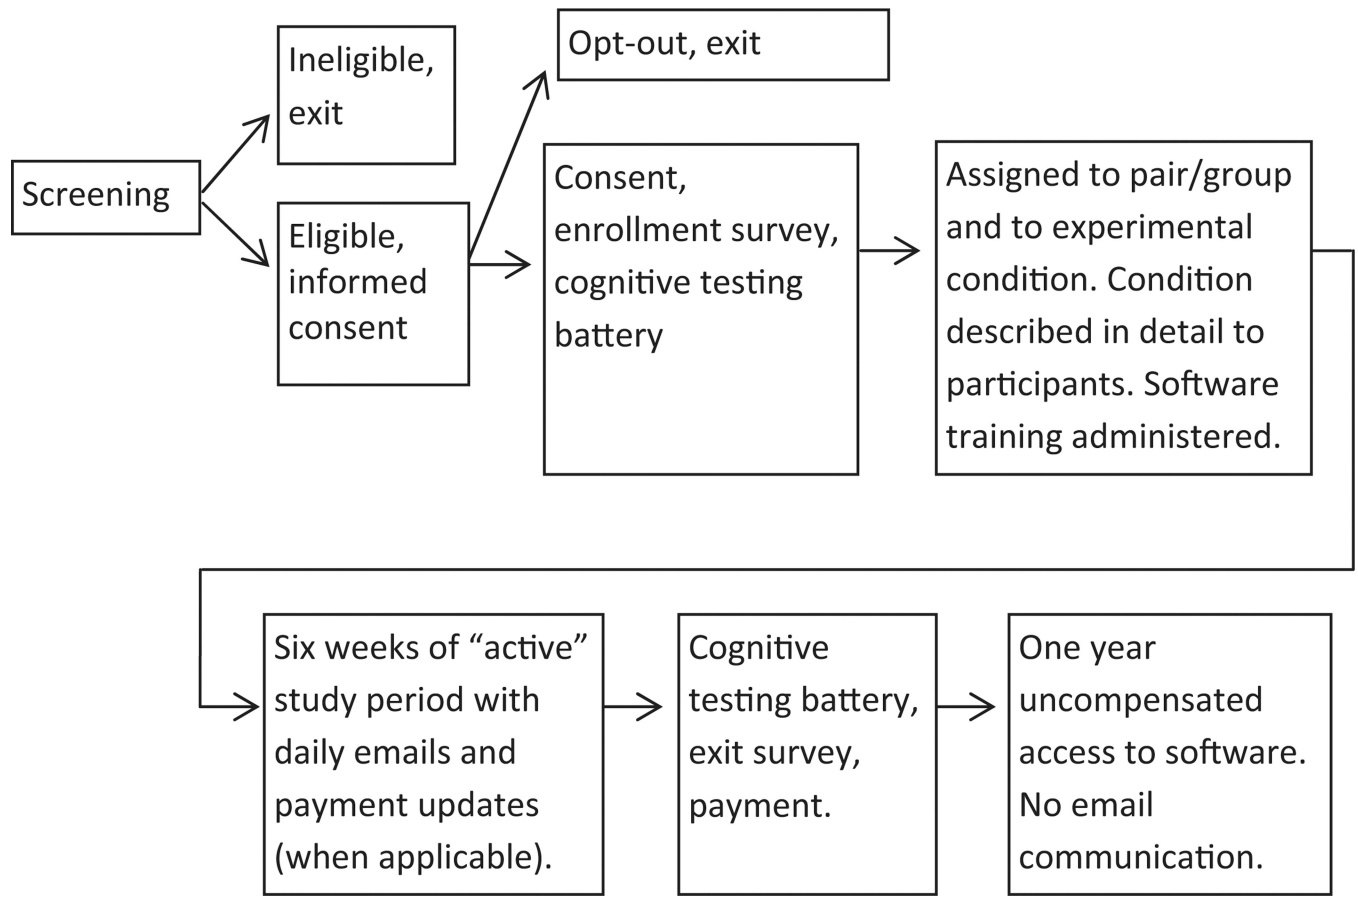 Screening
Ineligible,
exit
Eligible,
informed
consent
Opt-out, exit
Consent,
enrollment survey,
cognitive testing
battery
Assigned to pair/group
and to experimental
condition. Condition
described in detail to
participants. Software
training administered.
Six weeks of “active”
study period with
daily emails and
payment updates
(when applicable).
Cognitive
testing battery,
exit survey,
payment.
One year
uncompensated
access to software.
No email
communication.